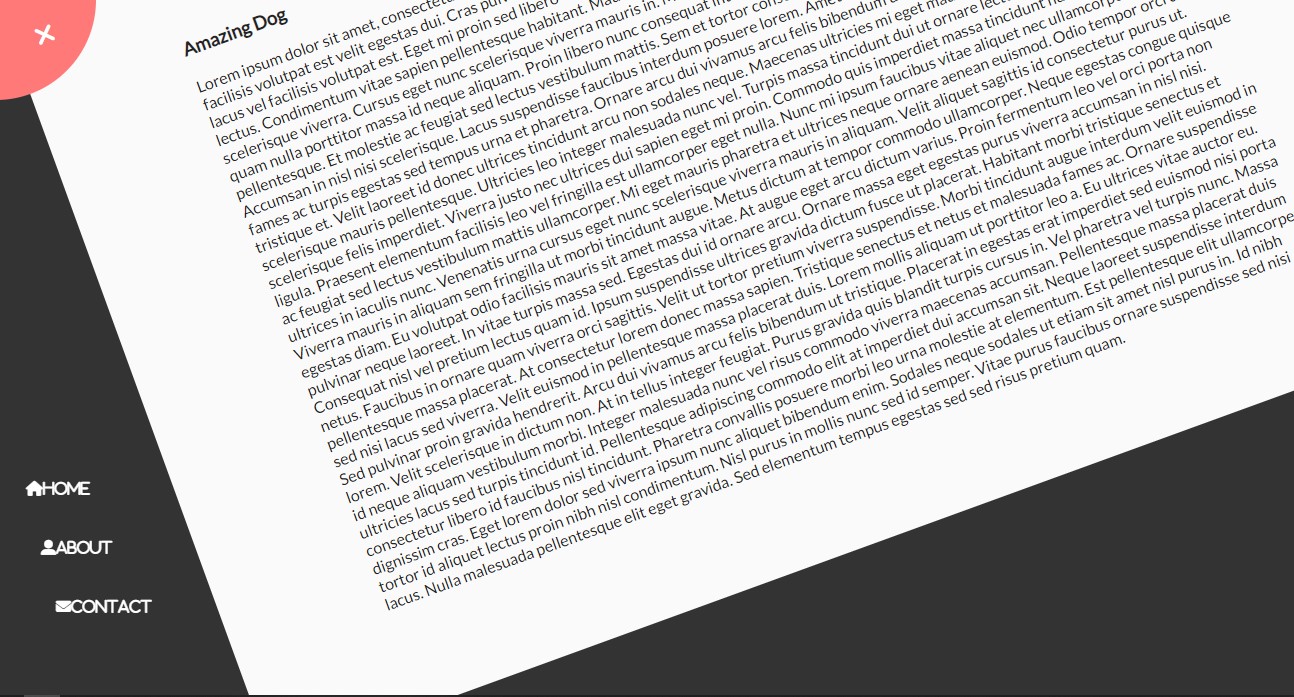 Amazing Dog
Lorem ipsum dolor sit amet,
facilisis volutpat est velit egestas dui. Cras
lacus vel facilisis volutpat est. Eget mi proin sed libero
lectus. Condimentum vitae sapien pellentesque habitant.
scelerisque viverra. Cursus eget nunc scelerisque viverra mauris in.
quam nulla porttitor massa id neque aliquam. Proin libero nunc consequat
pellentesque. Et molestie ac feugiat sed lectus vestibulum mattis. Sem et tortor
Accumsan in nisl nisi scelerisque. Lacus suspendisse faucibus interdum posuere lorem.
fames ac turpis egestas sed tempus urna et pharetra. Ornare arcu dui vivamus arcu felis bibendum
tristique et. Velit laoreet id donec ultrices tincidunt arcu non sodales neque. Maecenas ultricies mi eget
scelerisque mauris pellentesque. Ultricies leo integer malesuada nunc vel. Turpis massa tincidunt dui ut ornare
scelerisque felis imperdiet. Viverra justo nec ultrices dui sapien eget mi proin. Commodo quis imperdiet massa tincidunt
ligula. Praesent elementum facilisis leo vel fringilla est ullamcorper eget nulla. Nunc mi ipsum faucibus vitae aliquet nec
ac feugiat sed lectus vestibulum mattis ullamcorper. Mi eget mauris pharetra et ultrices neque ornare aenean euismod. Odio tempor orci
ultrices in iaculis nunc. Venenatis urna cursus eget nunc scelerisque viverra mauris in aliquam. Velit aliquet sagittis id consectetur purus ut.
Viverra mauris in aliquam sem fringilla ut morbi tincidunt augue. Metus dictum at tempor commodo ullamcorper. Neque egestas congue quisque
egestas diam. Eu volutpat odio facilisis mauris sit amet massa vitae. At augue eget arcu dictum varius. Proin fermentum leo vel orci porta non
pulvinar neque laoreet. In vitae turpis massa sed. Egestas dui id ornare arcu. Ornare massa eget egestas purus viverra accumsan in nisl nisi.
Consequat nisl vel pretium lectus quam id. Ipsum suspendisse ultrices gravida dictum fusce ut placerat. Habitant morbi tristique senectus et
netus. Faucibus in ornare quam viverra orci sagittis. Velit ut tortor pretium viverra suspendisse. Morbi tincidunt augue interdum velit euismod in
pellentesque massa placerat. At consectetur lorem donec massa sapien. Tristique senectus et netus et malesuada fames ac. Ornare suspendisse
sed nisi lacus sed viverra. Velit euismod in pellentesque massa placerat duis. Lorem mollis aliquam ut porttitor leo a. Eu ultrices vitae auctor eu.
Sed pulvinar proin gravida hendrerit. Arcu dui vivamus arcu felis bibendum ut tristique. Placerat in egestas erat imperdiet sed euismod nisi porta
lorem. Velit scelerisque in dictum non. At in tellus integer feugiat. Purus gravida quis blandit turpis cursus in. Vel pharetra vel turpis nunc. Massa
id neque aliquam vestibulum morbi. Integer malesuada nunc vel risus commodo viverra maecenas accumsan. Pellentesque massa placerat duis
ultricies lacus sed turpis tincidunt id. Pellentesque adipiscing commodo elit at imperdiet dui accumsan sit. Neque laoreet suspendisse interdum
consectetur libero id faucibus nisl tincidunt. Pharetra convallis posuere morbi leo urna molestie at elementum. Est pellentesque elit ullamcorpe
dignissim cras. Eget lorem dolor sed viverra ipsum nunc aliquet bibendum enim. Sodales neque sodales ut etiam sit amet nisl purus in. Id nibh
tortor id aliquet lectus proin nibh nisl condimentum. Nisl purus in mollis nunc sed id semper. Vitae purus faucibus ornare suspendisse sed nisi
lacus. Nulla malesuada pellentesque elit eget gravida. Sed elementum tempus egestas sed sed risus pretium quam.
HOME
ABOUT
CONTACT